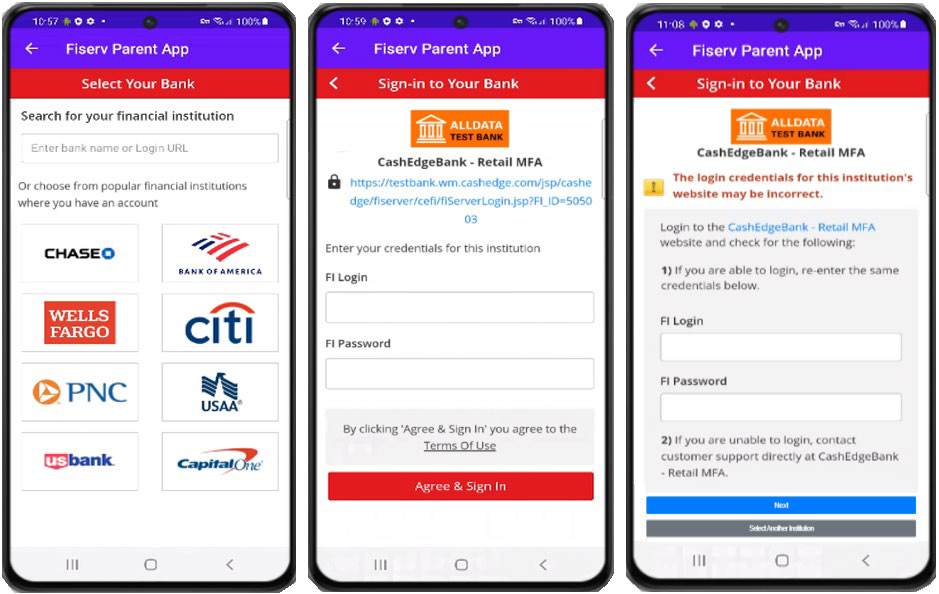 10:57
100%
Fiserv Parent App
Select Your Bank
Search for your financial institution
Enter bank name or Login URL
Or choose from popular financial institutions
where you have an account
CHASE
BANK OF AMERICA
WELLS
FARGO
citi
PNC
USAA
usbank
Capital One
10:59
100%
Fiserv Parent App
Sign-in to Your Bank
ALLDATA
TEST BANK
CashEdgeBank - Retail MFA
https://testbank.wm.cashedge.com/jsp/cashe
dge/fiserver/cefi/fiServerLogin.jsp?FI_ID=5050
03
Enter your credentials for this institution
FI Login
FI Password
By clicking 'Agree & Sign In' you agree to the
Terms Of Use
Agree & Sign In
11:08
100%
Fiserv Parent App
Sign-in to Your Bank
ALLDATA
TEST BANK
CashEdgeBank - Retail MFA
The login credentials for this institution's
website may be incorrect.
Login to the CashEdgeBank - Retail MFA
website and check for the following:
1) If you are able to login, re-enter the same
credentials below.
FI Login
FI Password
2) If you are unable to login, contact
customer support directly at CashEdgeBank
- Retail MFA.
Next
Select Another Institution